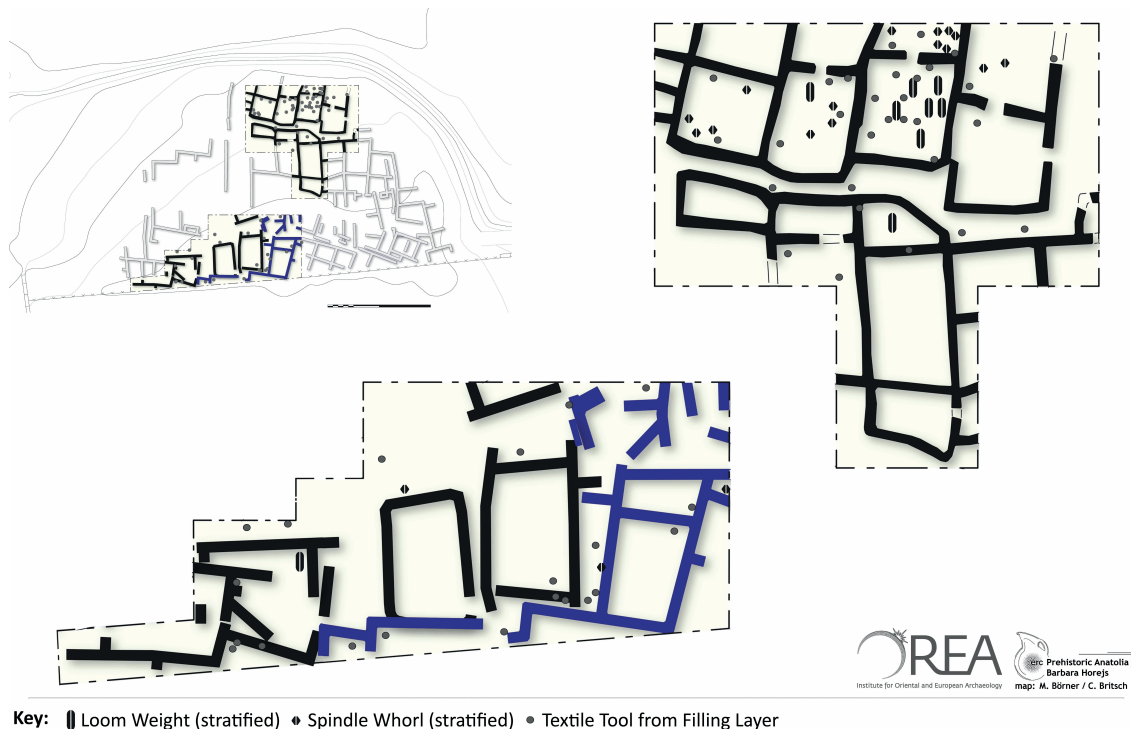 OREA
Institute for Oriental and European Archaeology
erc Prehistoric Anatolia
Barbara Horejs
map: M. Börner / C. Britsch
Key: Loom Weight (stratified) Spindle Whorl (stratified) Textile Tool from Filling Layer